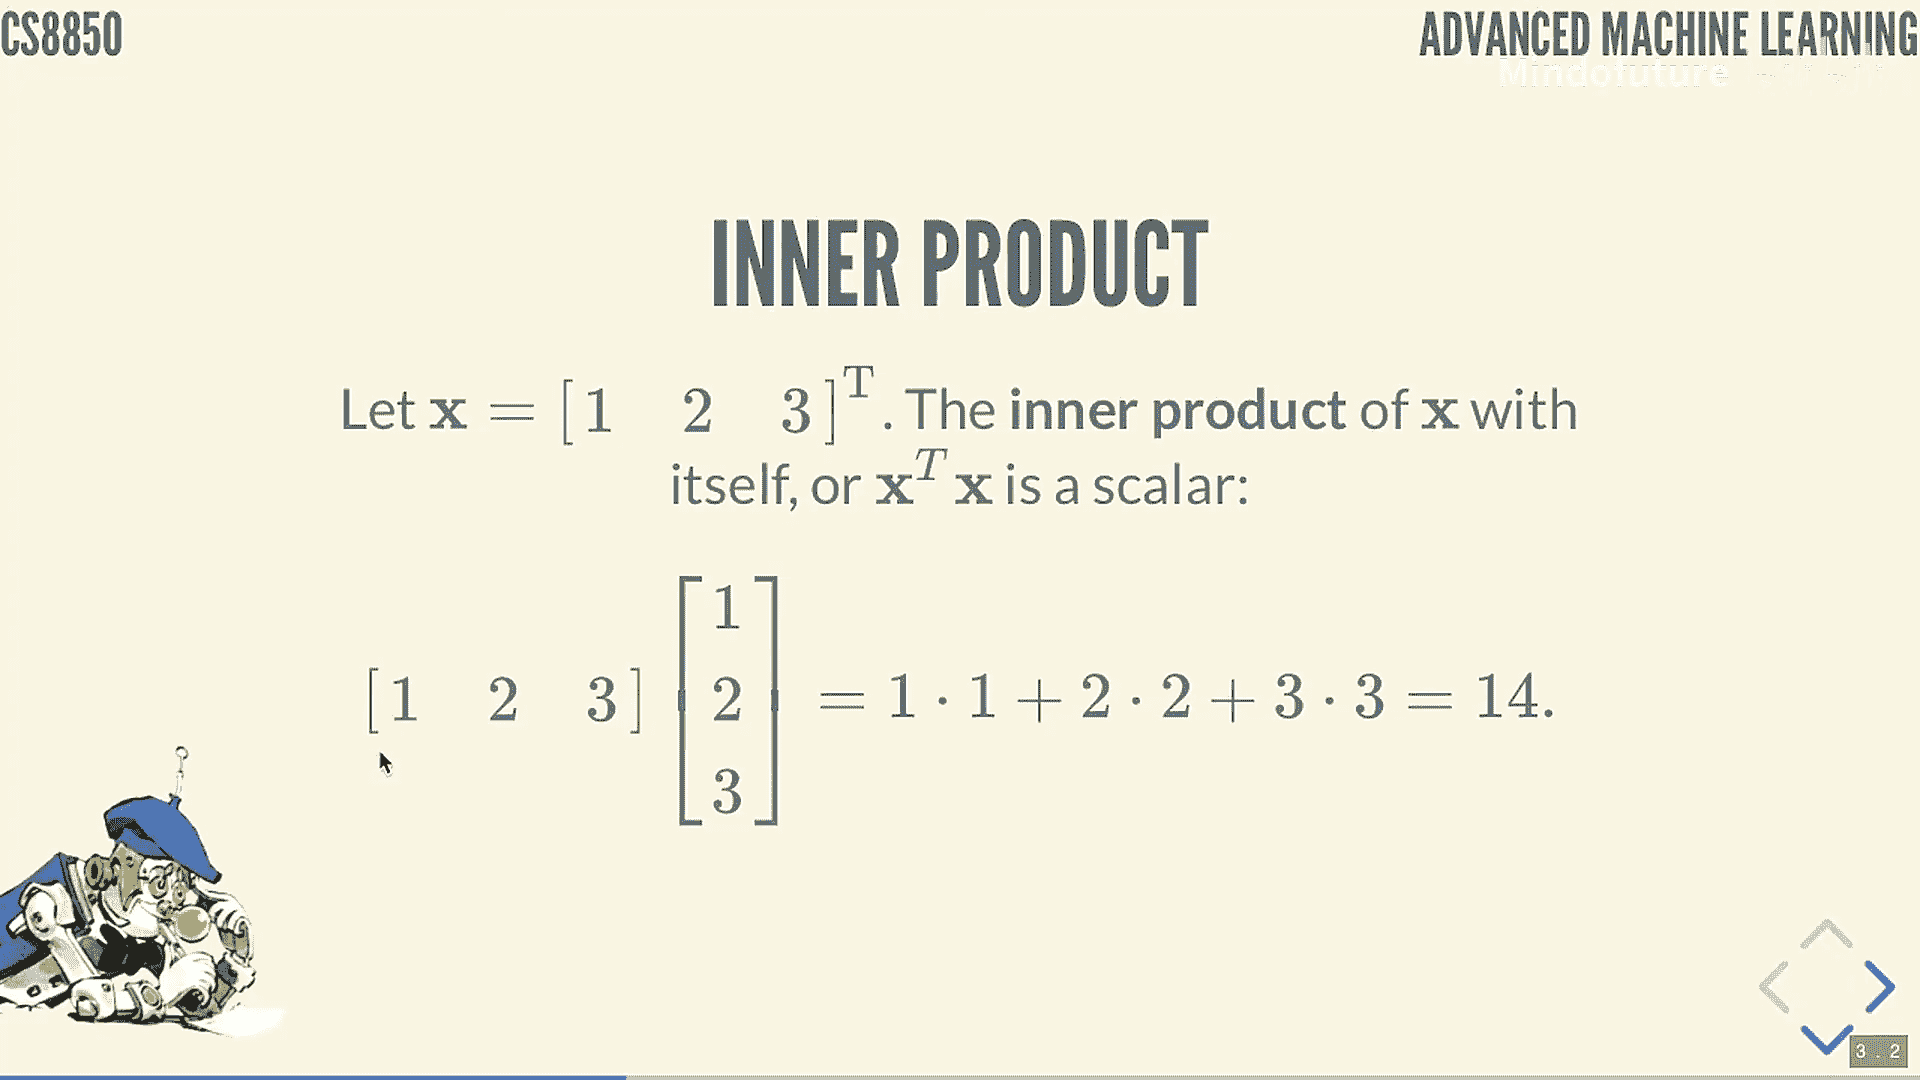 CS8850
ADVANCED MACHINE LEARNING
Mindofuture
INNER PRODUCT
Let x = [1 2 3]^T. The inner product of x with
itself, or x^T x is a scalar:
[1 2 3] [1 2 3] = 1 · 1 + 2 · 2 + 3 · 3 = 14.
3 . 2